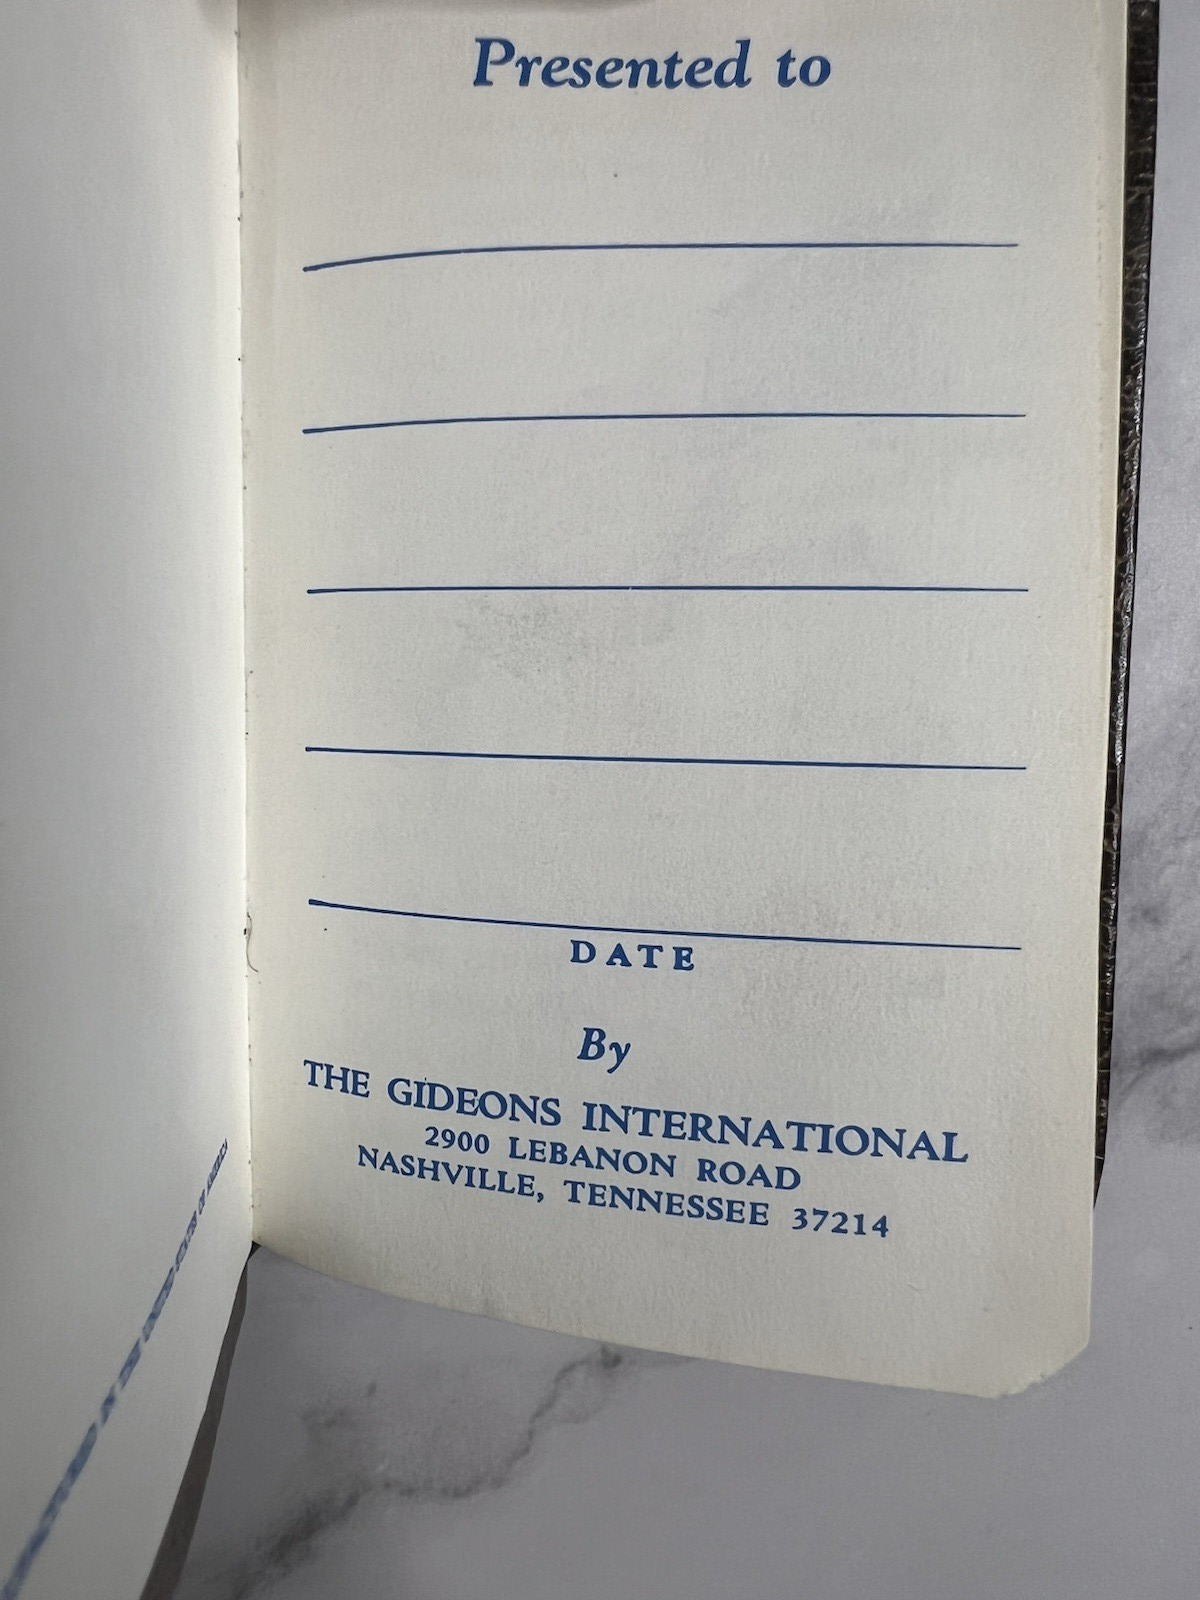 Presented to
DATE
By
THE GIDEONS INTERNATIONAL
2900 LEBANON ROAD
NASHVILLE, TENNESSEE 37214